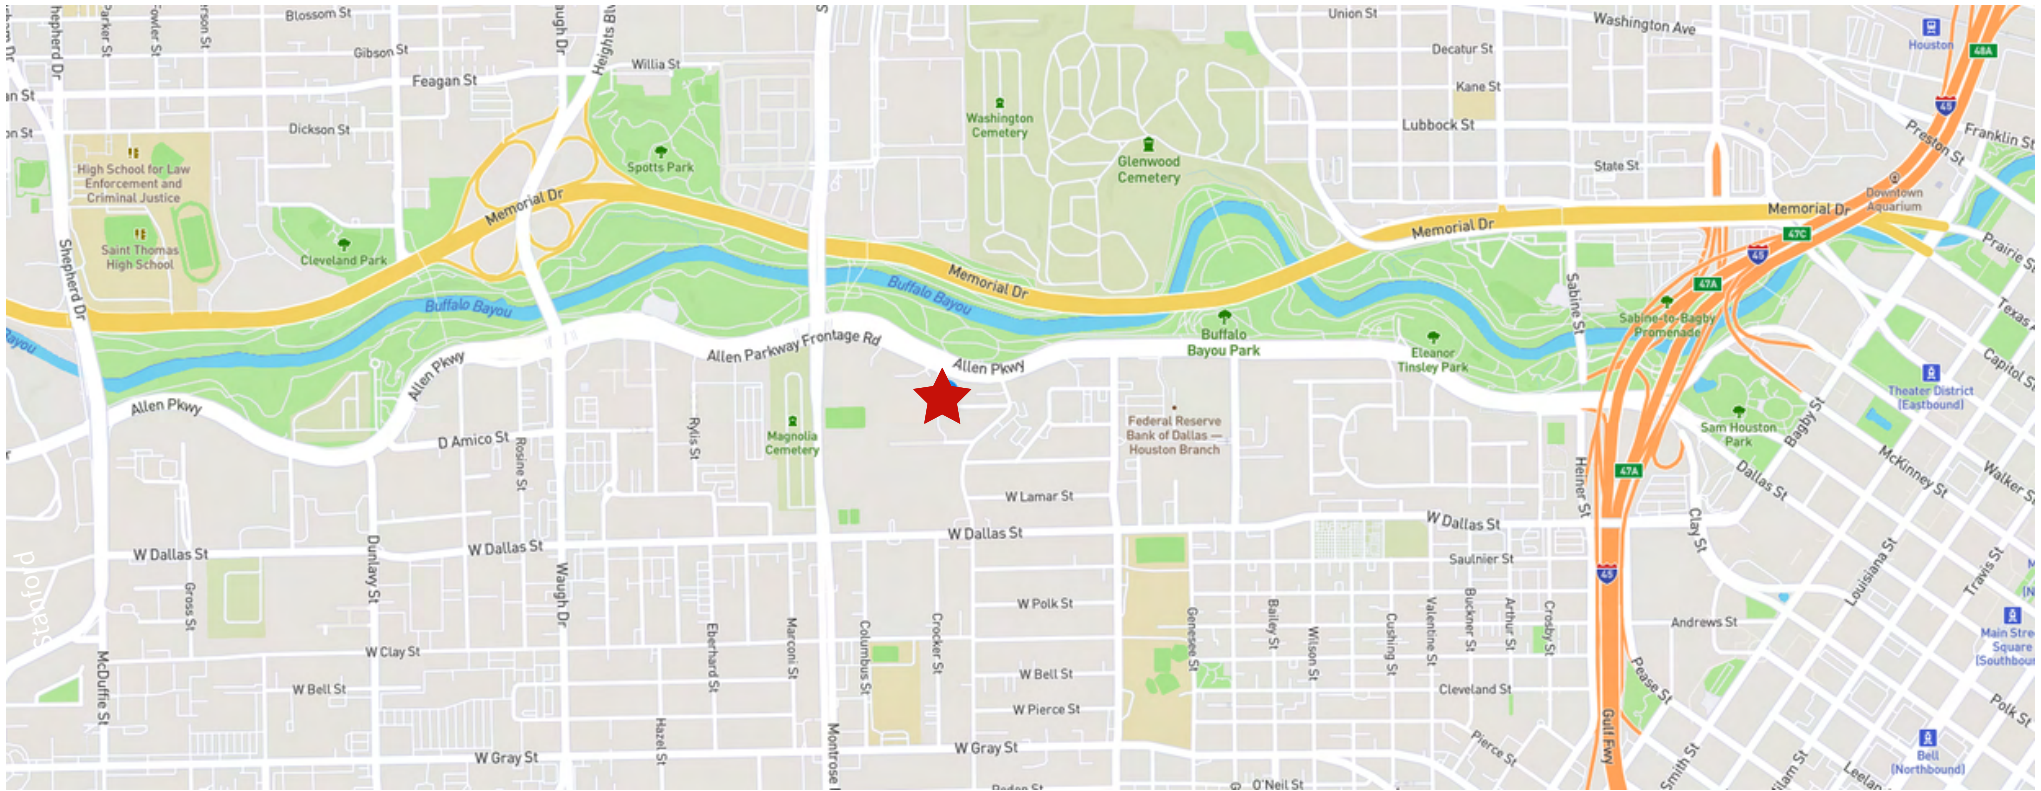 Blossom St
Union St
Washington Ave
Houston
48A
Shepherd Dr
Parker St
Fowler St
Heights Blv
Gibson St
Decatur St
Willia St
Feagan St
Kane St
45
Washington
Cemetery
Dickson St
Lubbock St
Preston St
Franklin St
High School for Law
Enforcement and
Criminal Justice
Spotts Park
Glenwood
Cemetery
State St
Downtown
Aquarium
Memorial Dr
Memorial Dr
Memorial Dr
47C
Prairie St
Saint Thomas
High School
Cleveland Park
Shepherd Dr
Memorial Dr
45
47A
Buffalo Bayou
Buffalo Bayou
Sabine St
Sabine-to-Bagby
Promenade
Allen Parkway Frontage Rd
Buffalo
Bayou Park
Eleanor
Tinsley Park
Allen Pkwy
Allen Pkwy
Allen Pkwy
Capitol St
Theater District
(Eastbound)
Magnolia
Cemetery
Federal Reserve
Bank of Dallas —
Houston Branch
Sam Houston
Park
Bagby St
D Amico St
Rosine St
Rylis St
McKinney St
Walker St
Heiner St
47A
Dallas St
W Lamar St
W Dallas St
W Dallas St
W Dallas St
W Dallas St
Clay St
Saulnier St
45
stanford
Gross St
Dunlavy St
Waugh Dr
Louisiana St
Travis St
W Polk St
Eberhard St
Marconi St
Columbus St
Crocker St
Genesee St
Bailey St
Wilson St
Cushing St
Valentine St
Buckner St
Arthur St
Crosby St
Andrews St
Main Stre
Square
(Southbou
McDuffie St
W Clay St
W Bell St
W Bell St
Cleveland St
Pease St
W Pierce St
Polk St
Hazel St
Montrose
W Gray St
W Gray St
Pierce St
Gulf Fwy
Smith St
Bell
(Northbound)
O'Neil St